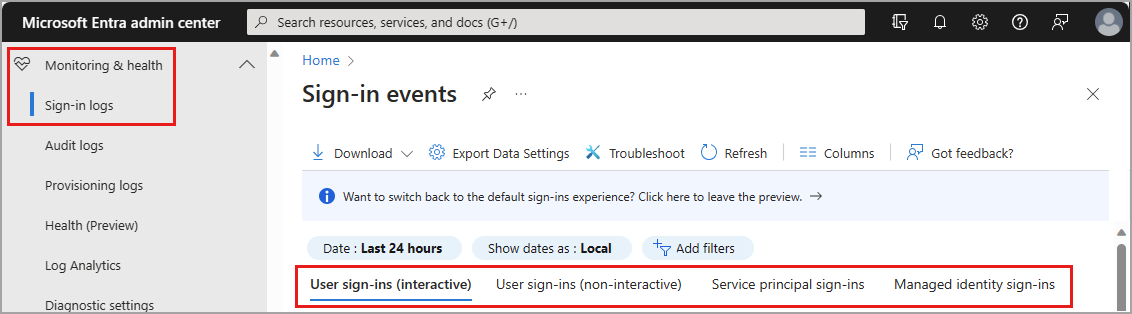 Microsoft Entra admin center
Search resources, services, and docs (G+/)
Monitoring & health
Sign-in logs
Audit logs
Provisioning logs
Health (Preview)
Log Analytics
Diagnostic settings
Home
Sign-in events
Download
Export Data Settings
Troubleshoot
Refresh
Columns
Got feedback?
Want to switch back to the default sign-ins experience? Click here to leave the preview. →
Date : Last 24 hours
Show dates as : Local
Add filters
User sign-ins (interactive)
User sign-ins (non-interactive)
Service principal sign-ins
Managed identity sign-ins